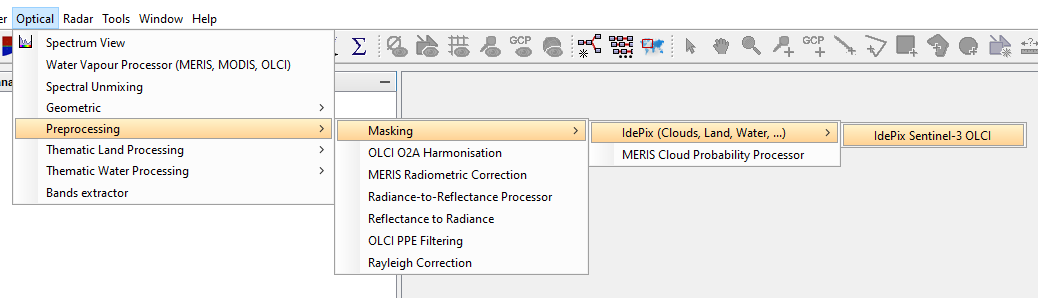 Optical Radar Tools Window Help
Spectrum View
Water Vapour Processor (MERIS, MODIS, OLCI)
Spectral Unmixing
Geometric
Preprocessing
Thematic Land Processing
Thematic Water Processing
Bands extractor
Masking
OLCI O2A Harmonisation
MERIS Radiometric Correction
Radiance-to-Reflectance Processor
Reflectance to Radiance
OLCI PPE Filtering
Rayleigh Correction
IdePix (Clouds, Land, Water, ...)
MERIS Cloud Probability Processor
IdePix Sentinel-3 OLCI
GCP
GCP